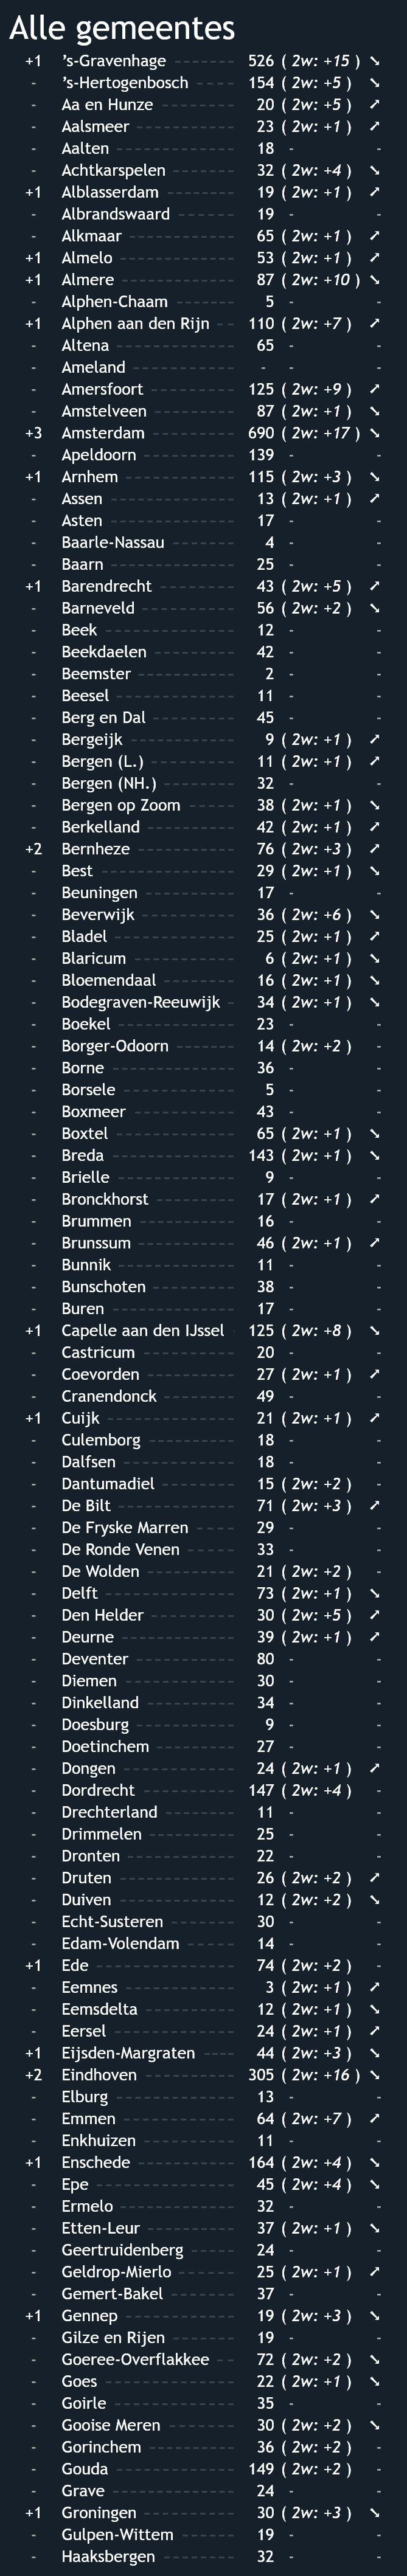 Alle gemeentes
+1 ’s-Gravenhage 526 ( 2w: +15 ) ➘
- ’s-Hertogenbosch 154 ( 2w: +5 ) ➘
- Aa en Hunze 20 ( 2w: +5 ) ➚
- Aalsmeer 23 ( 2w: +1 ) ➚
- Aalten 18 - -
- Achtkarspelen 32 ( 2w: +4 ) ➘
+1 Alblasserdam 19 ( 2w: +1 ) ➚
- Albrandswaard 19 - -
- Alkmaar 65 ( 2w: +1 ) ➚
+1 Almelo 53 ( 2w: +1 ) ➚
+1 Almere 87 ( 2w: +10 ) ➘
- Alphen-Chaam 5 - -
+1 Alphen aan den Rijn 110 ( 2w: +7 ) ➚
- Altena 65 - -
- Ameland - - -
- Amersfoort 125 ( 2w: +9 ) ➚
- Amstelveen 87 ( 2w: +1 ) ➘
+3 Amsterdam 690 ( 2w: +17 ) ➘
- Apeldoorn 139 - -
+1 Arnhem 115 ( 2w: +3 ) ➘
- Assen 13 ( 2w: +1 ) ➚
- Asten 17 - -
- Baarle-Nassau 4 - -
- Baarn 25 - -
+1 Barendrecht 43 ( 2w: +5 ) ➚
- Barneveld 56 ( 2w: +2 ) ➘
- Beek 12 - -
- Beekdaelen 42 - -
- Beemster 2 - -
- Beesel 11 - -
- Berg en Dal 45 - -
- Bergeijk 9 ( 2w: +1 ) ➚
- Bergen (L.) 11 ( 2w: +1 ) ➚
- Bergen (NH.) 32 - -
- Bergen op Zoom 38 ( 2w: +1 ) ➘
- Berkelland 42 ( 2w: +1 ) ➚
+2 Bernheze 76 ( 2w: +3 ) ➚
- Best 29 ( 2w: +1 ) ➘
- Beuningen 17 - -
- Beverwijk 36 ( 2w: +6 ) ➘
- Bladel 25 ( 2w: +1 ) ➚
- Blaricum 6 ( 2w: +1 ) ➘
- Bloemendaal 16 ( 2w: +1 ) ➘
- Bodegraven-Reeuwijk 34 ( 2w: +1 ) ➘
- Boekel 23 - -
- Borger-Odoorn 14 ( 2w: +2 ) -
- Borne 36 - -
- Borsele 5 - -
- Boxmeer 43 - -
- Boxtel 65 ( 2w: +1 ) ➘
- Breda 143 ( 2w: +1 ) ➘
- Brielle 9 - -
- Bronckhorst 17 ( 2w: +1 ) ➚
- Brummen 16 - -
- Brunssum 46 ( 2w: +1 ) ➚
- Bunnik 11 - -
- Bunschoten 38 - -
- Buren 17 - -
+1 Capelle aan den IJssel 125 ( 2w: +8 ) ➘
- Castricum 20 - -
- Coevorden 27 ( 2w: +1 ) ➚
- Cranendonck 49 - -
+1 Cuijk 21 ( 2w: +1 ) ➚
- Culemborg 18 - -
- Dalfsen 18 - -
- Dantumadiel 15 ( 2w: +2 ) -
- De Bilt 71 ( 2w: +3 ) ➚
- De Fryske Marren 29 - -
- De Ronde Venen 33 - -
- De Wolden 21 ( 2w: +2 ) -
- Delft 73 ( 2w: +1 ) ➘
- Den Helder 30 ( 2w: +5 ) ➚
- Deurne 39 ( 2w: +1 ) ➚
- Deventer 80 - -
- Diemen 30 - -
- Dinkelland 34 - -
- Doesburg 9 - -
- Doetinchem 27 - -
- Dongen 24 ( 2w: +1 ) ➚
- Dordrecht 147 ( 2w: +4 ) -
- Drechterland 11 - -
- Drimmelen 25 - -
- Dronten 22 - -
- Druten 26 ( 2w: +2 ) ➚
- Duiven 12 ( 2w: +2 ) ➘
- Echt-Susteren 30 - -
- Edam-Volendam 14 - -
+1 Ede 74 ( 2w: +2 ) -
- Eemnes 3 ( 2w: +1 ) ➚
- Eemsdelta 12 ( 2w: +1 ) ➘
- Eersel 24 ( 2w: +1 ) ➚
+1 Eijsden-Margraten 44 ( 2w: +3 ) ➘
+2 Eindhoven 305 ( 2w: +16 ) ➘
- Elburg 13 - -
- Emmen 64 ( 2w: +7 ) ➚
- Enkhuizen 11 - -
+1 Enschede 164 ( 2w: +4 ) ➘
- Epe 45 ( 2w: +4 ) ➘
- Ermelo 32 - -
- Etten-Leur 37 ( 2w: +1 ) ➘
- Geertruidenberg 24 - -
- Geldrop-Mierlo 25 ( 2w: +1 ) ➚
- Gemert-Bakel 37 - -
+1 Gennep 19 ( 2w: +3 ) ➘
- Gilze en Rijen 19 - -
- Goeree-Overflakkee 72 ( 2w: +2 ) ➘
- Goes 22 ( 2w: +1 ) ➘
- Goirle 35 - -
- Gooise Meren 30 ( 2w: +2 ) ➘
- Gorinchem 36 ( 2w: +2 ) -
- Gouda 149 ( 2w: +2 ) -
- Grave 24 - -
+1 Groningen 30 ( 2w: +3 ) ➘
- Gulpen-Wittem 19 - -
- Haaksbergen 32 - -